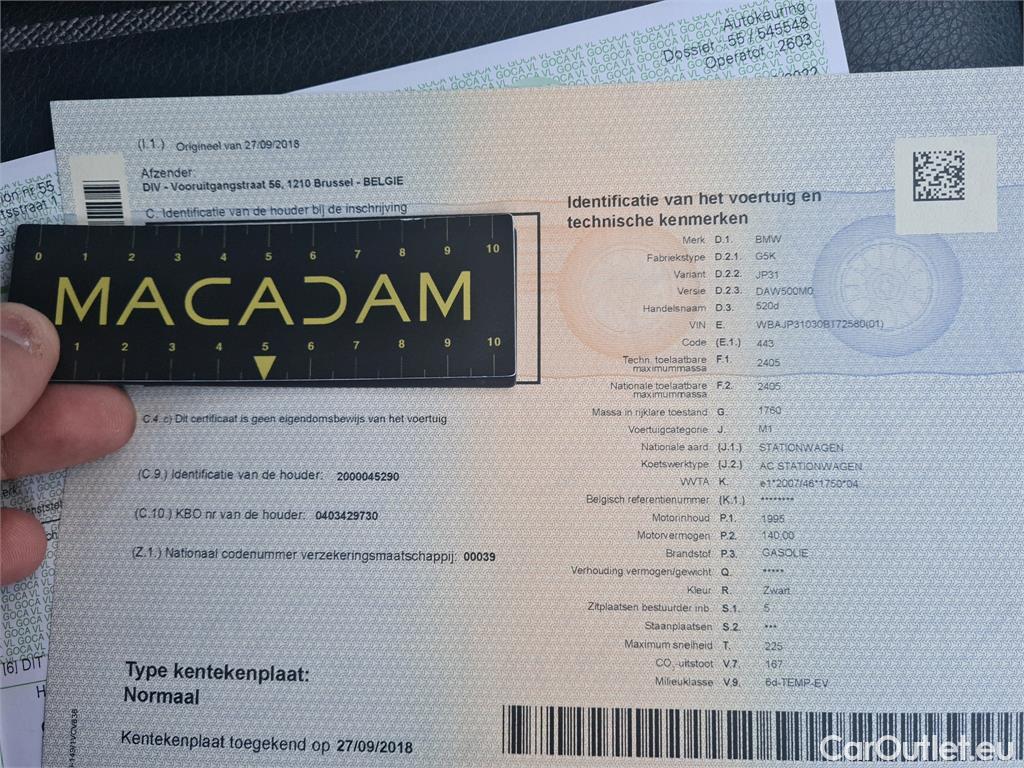 Autokeuring
Dossier : 55 / 545548
Operator : 2603
(I.1.) Origineel van 27/09/2018
Afzender:
DIV - Vooruitgangstraat 56, 1210 Brussel - BELGIE
C. Identificatie van de houder bij de inschrijving
0 1 2 3 4 5 6 7 8 9 10
MACADAM
1 2 3 4 5 6 7 8 9 10
C.4.c) Dit certificaat is geen eigendomsbewijs van het voertuig
(C.9.) Identificatie van de houder: 2000045290
(C.10.) KBO nr van de houder: 0403429730
(Z.1.) Nationaal codenummer verzekeringsmaatschappij: 00039
Type kentekenplaat:
Normaal
Kentekenplaat toegekend op 27/09/2018
Identificatie van het voertuig en
technische kenmerken
Merk D.1. BMW
Fabriekstype D.2.1. G5K
Variant D.2.2. JP31
Versie D.2.3. DAW500M0
Handelsnaam D.3. 520d
VIN E. WBAJP31030BT72580(01)
Code (E.1.) 443
Techn. toelaatbare
maximummassa F.1. 2405
Nationale toelaatbare
maximummassa F.2. 2405
Massa in rijklare toestand G. 1760
Voertuigcategorie J. M1
Nationale aard (J.1.) STATIONWAGEN
Koetswerktype (J.2.) AC STATIONWAGEN
WVTA K. e1*2007/46*1750*04
Belgisch referentienummer (K.1.) ********
Motorinhoud P.1. 1995
Motorvermogen P.2. 140,00
Brandstof P.3. GASOLIE
Verhouding vermogen/gewicht Q. *****
Kleur R. Zwart
Zitplaatsen bestuurder inb. S.1. 5
Staanplaatsen S.2. ***
Maximum snelheid T. 225
CO₂-uitstoot V.7. 167
Milieuklasse V.9. 6d-TEMP-EV
[6] DIT
CarOutlet.eu